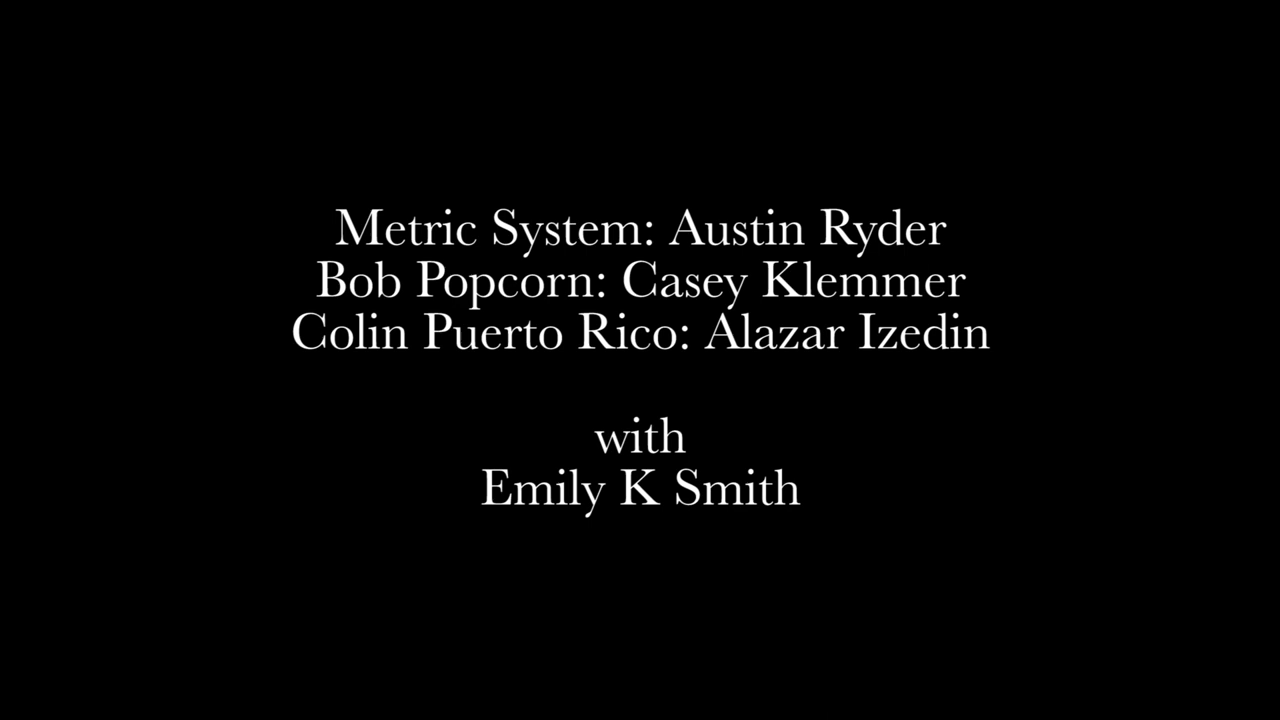 Metric System: Austin Ryder
Bob Popcorn: Casey Klemmer
Colin Puerto Rico: Alazar Izedin
with
Emily K Smith